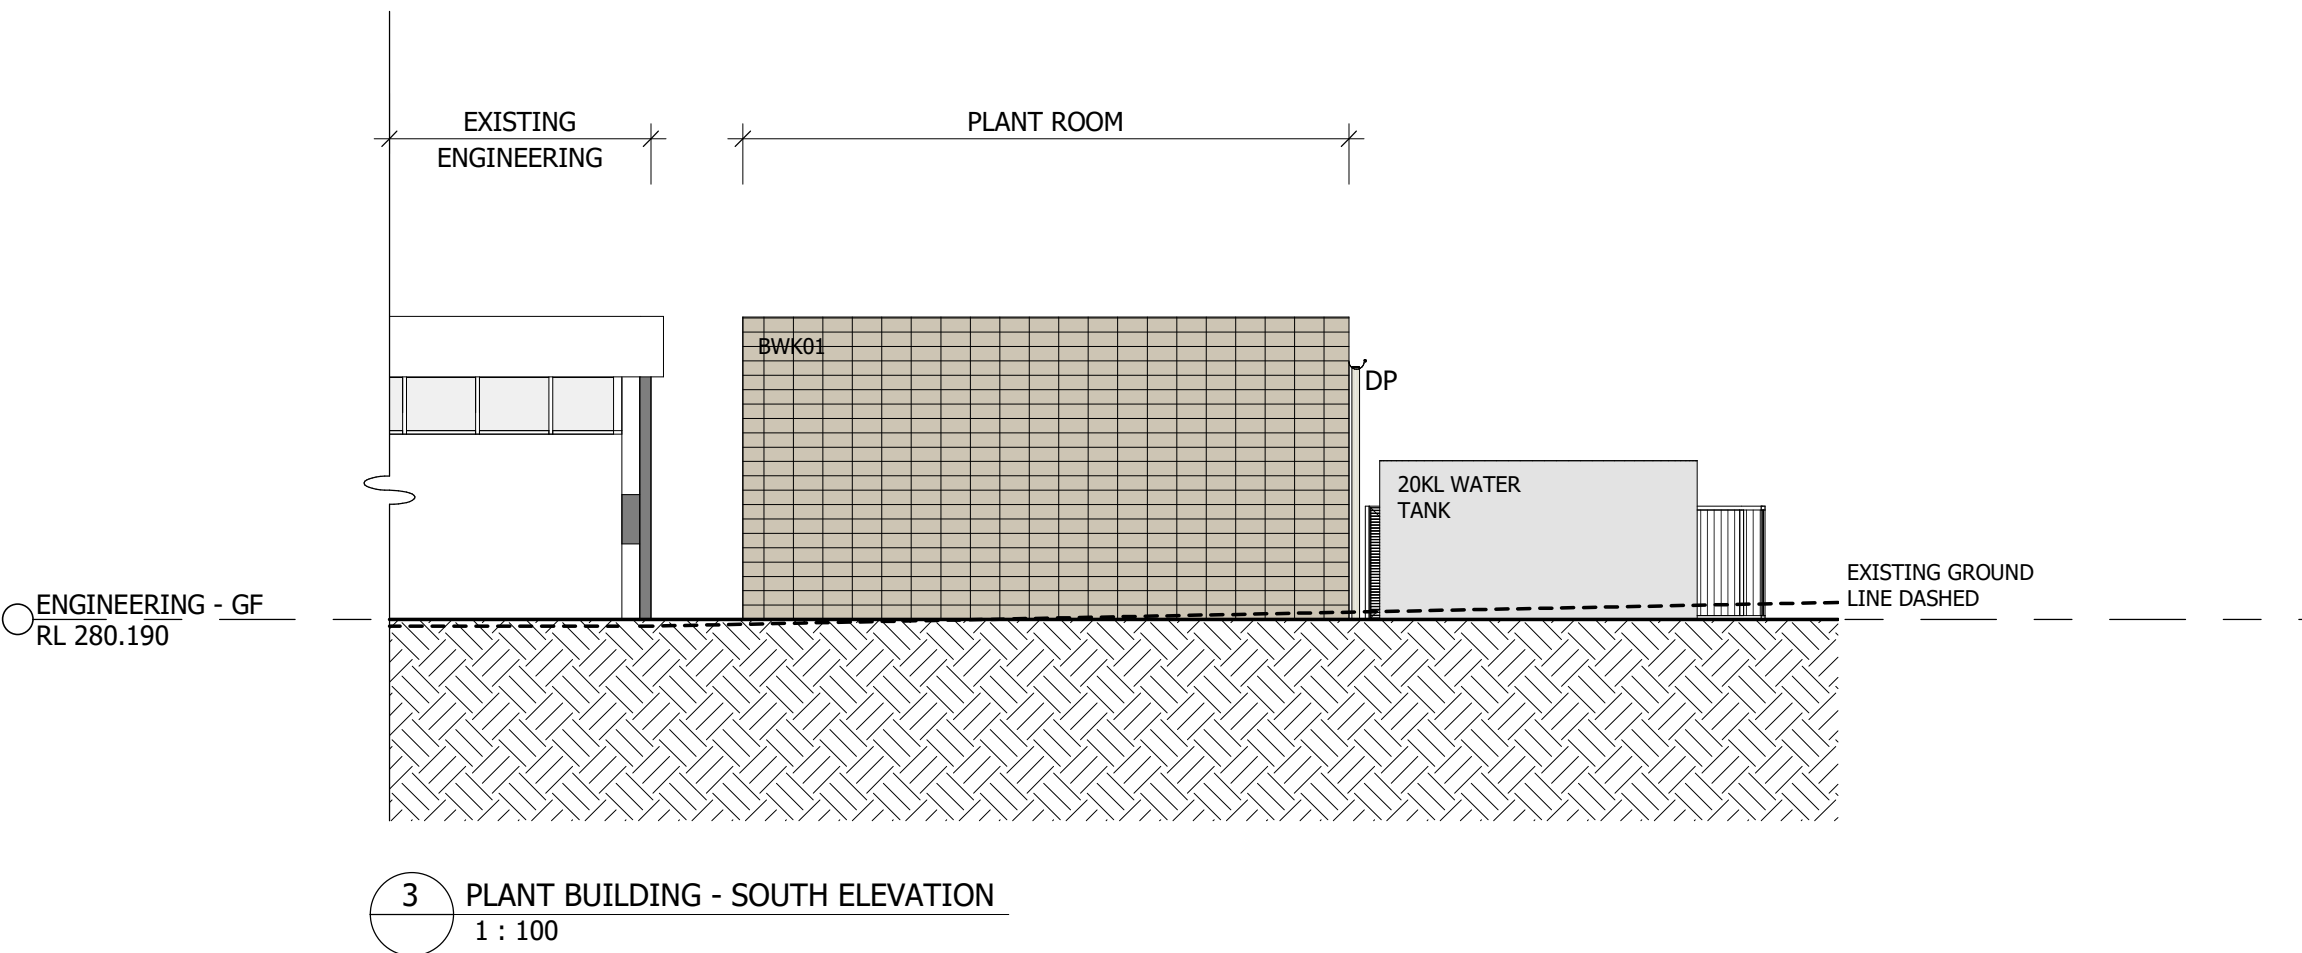 EXISTING
ENGINEERING
PLANT ROOM
BWK01
DP
20KL WATER
TANK
EXISTING GROUND
LINE DASHED
ENGINEERING - GF
RL 280.190
3
PLANT BUILDING - SOUTH ELEVATION
1 : 100